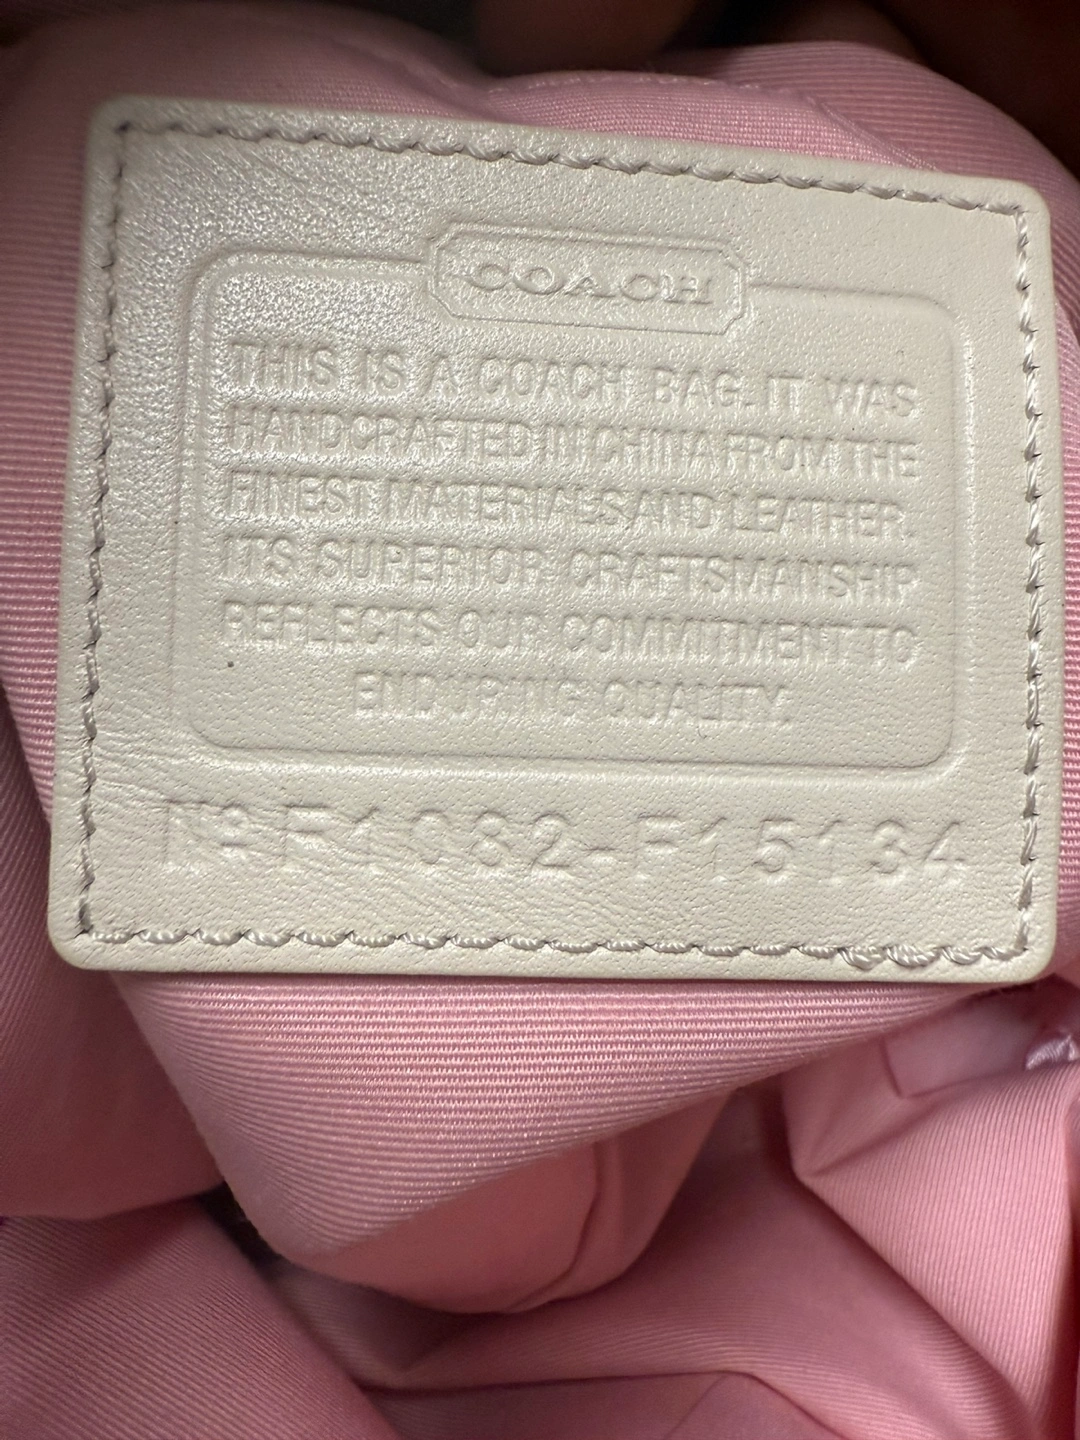 COACH
THIS IS A COACH BAG. IT WAS
HANDCRAFTED IN CHINA FROM THE
FINEST MATERIALS AND LEATHER.
ITS SUPERIOR CRAFTSMANSHIP
REFLECTS OUR COMMITMENT TO
ENDURING QUALITY.
Nº F1082-F15134